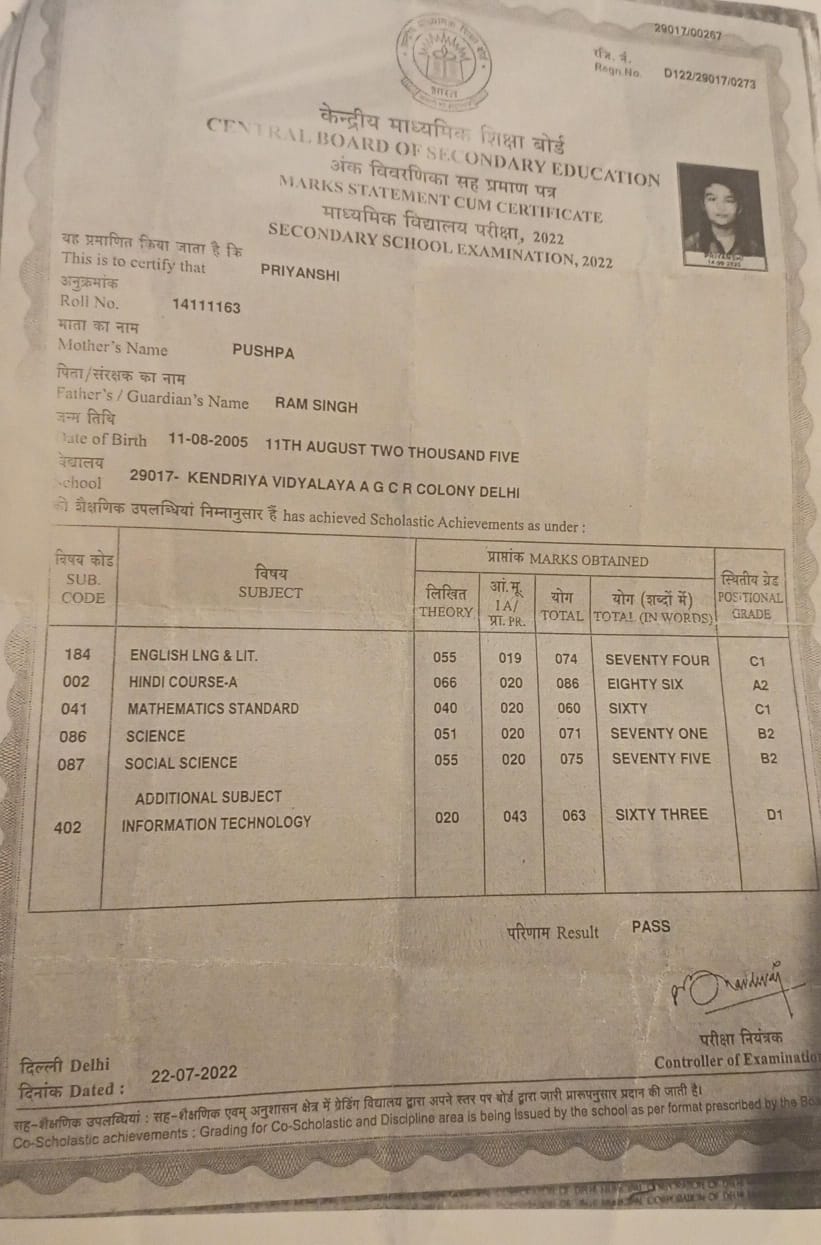 29017/00267
Regn.No. D122/29017/0273
भारत
केन्द्रीय माध्यमिक शिक्षा बोर्ड
CENTRAL BOARD OF SECONDARY EDUCATION
अंक विवरणिका सह प्रमाण पत्र
MARKS STATEMENT CUM CERTIFICATE
माध्यमिक विद्यालय परीक्षा, 2022
SECONDARY SCHOOL EXAMINATION, 2022
PRIYANSHI
यह प्रमाणित किया जाता है कि
This is to certify that PRIYANSHI
अनुक्रमांक
Roll No. 14111163
माता का नाम
Mother's Name PUSHPA
पिता/संरक्षक का नाम
Father's / Guardian's Name RAM SINGH
जन्म तिथि
Date of Birth 11-08-2005 11TH AUGUST TWO THOUSAND FIVE
विद्यालय
School 29017- KENDRIYA VIDYALAYA A G C R COLONY DELHI
की शैक्षणिक उपलब्धियां निम्नानुसार हैं has achieved Scholastic Achievements as under :
विषय कोड विषय प्राप्तांक MARKS OBTAINED स्थितीय ग्रेड
SUB. CODE SUBJECT लिखित THEORY आं.मू. IA/ प्रा. PR. योग TOTAL योग (शब्दों में) TOTAL (IN WORDS) POSITIONAL GRADE
184 ENGLISH LNG & LIT. 055 019 074 SEVENTY FOUR C1
002 HINDI COURSE-A 066 020 086 EIGHTY SIX A2
041 MATHEMATICS STANDARD 040 020 060 SIXTY C1
086 SCIENCE 051 020 071 SEVENTY ONE B2
087 SOCIAL SCIENCE 055 020 075 SEVENTY FIVE B2
ADDITIONAL SUBJECT
402 INFORMATION TECHNOLOGY 020 043 063 SIXTY THREE D1
परिणाम Result PASS
परीक्षा नियंत्रक
Controller of Examinatio
दिल्ली Delhi
दिनांक Dated : 22-07-2022
सह-शैक्षणिक उपलब्धियां : सह-शैक्षणिक एवम् अनुशासन क्षेत्र में ग्रेडिंग विद्यालय द्वारा अपने स्तर पर बोर्ड द्वारा जारी प्रारूपनुसार प्रदान की जाती है।
Co-Scholastic achievements : Grading for Co-Scholastic and Discipline area is being Issued by the school as per format prescribed by the Boa